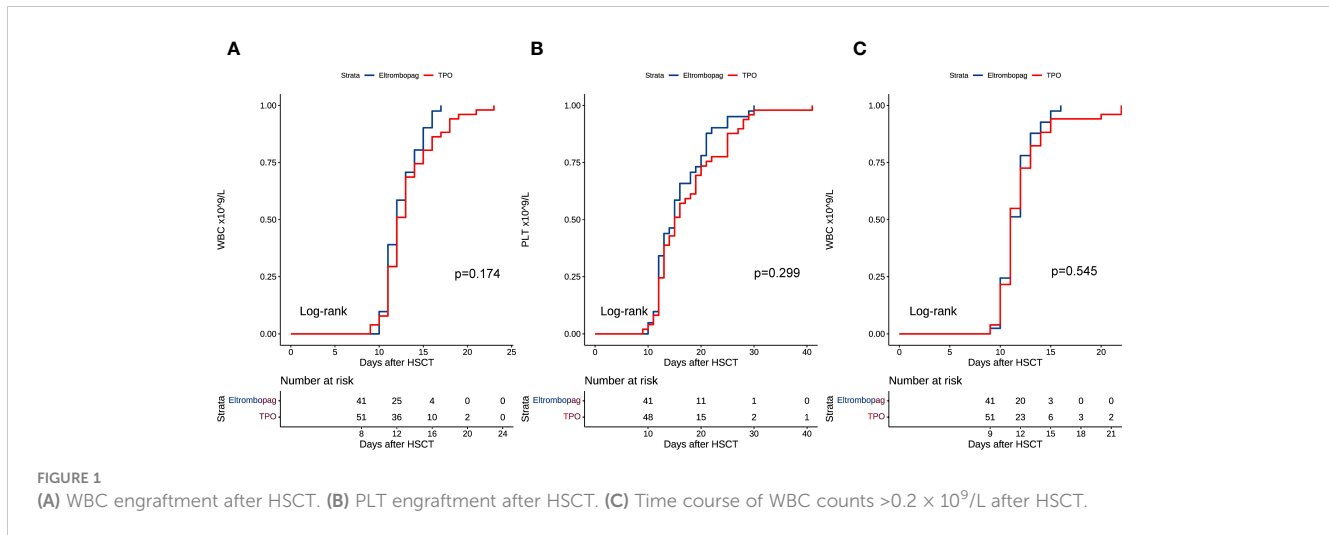 A
B
C
Strata Eltrombopag TPO
Strata Eltrombopag TPO
Strata Eltrombopag TPO
WBC x10^9/L
1.00
0.75
0.50
0.25
0.00
p=0.174
Log-rank
0 5 10 15 20 25
Days after HSCT
PLT x10^9/L
1.00
0.75
0.50
0.25
0.00
p=0.299
Log-rank
0 10 20 30 40
Days after HSCT
WBC x10^9/L
1.00
0.75
0.50
0.25
0.00
p=0.545
Log-rank
0 5 10 15 20
Days after HSCT
Number at risk
Strata
Eltrombopag 41 25 4 0 0
TPO 51 36 10 2 0
8 12 16 20 24
Days after HSCT
Number at risk
Strata
Eltrombopag 41 11 1 0
TPO 48 15 2 1
10 20 30 40
Days after HSCT
Number at risk
Strata
Eltrombopag 41 20 3 0 0
TPO 51 23 6 3 2
9 12 15 18 21
Days after HSCT
FIGURE 1
(A) WBC engraftment after HSCT. (B) PLT engraftment after HSCT. (C) Time course of WBC counts >0.2 × 10⁹/L after HSCT.